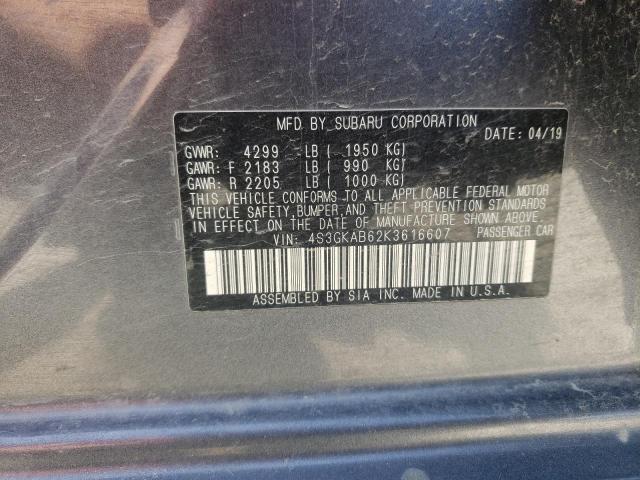 MFD BY SUBARU CORPORATION
DATE: 04/19
GVWR: 4299 LB ( 1950 KG)
GAWR: F 2183 LB ( 990 KG)
GAWR: R 2205 LB ( 1000 KG)
THIS VEHICLE CONFORMS TO ALL APPLICABLE FEDERAL MOTOR
VEHICLE SAFETY, BUMPER, AND THEFT PREVENTION STANDARDS
IN EFFECT ON THE DATE OF MANUFACTURE SHOWN ABOVE.
VIN: 4S3GKAB62K3616607 PASSENGER CAR
ASSEMBLED BY SIA INC. MADE IN U.S.A.